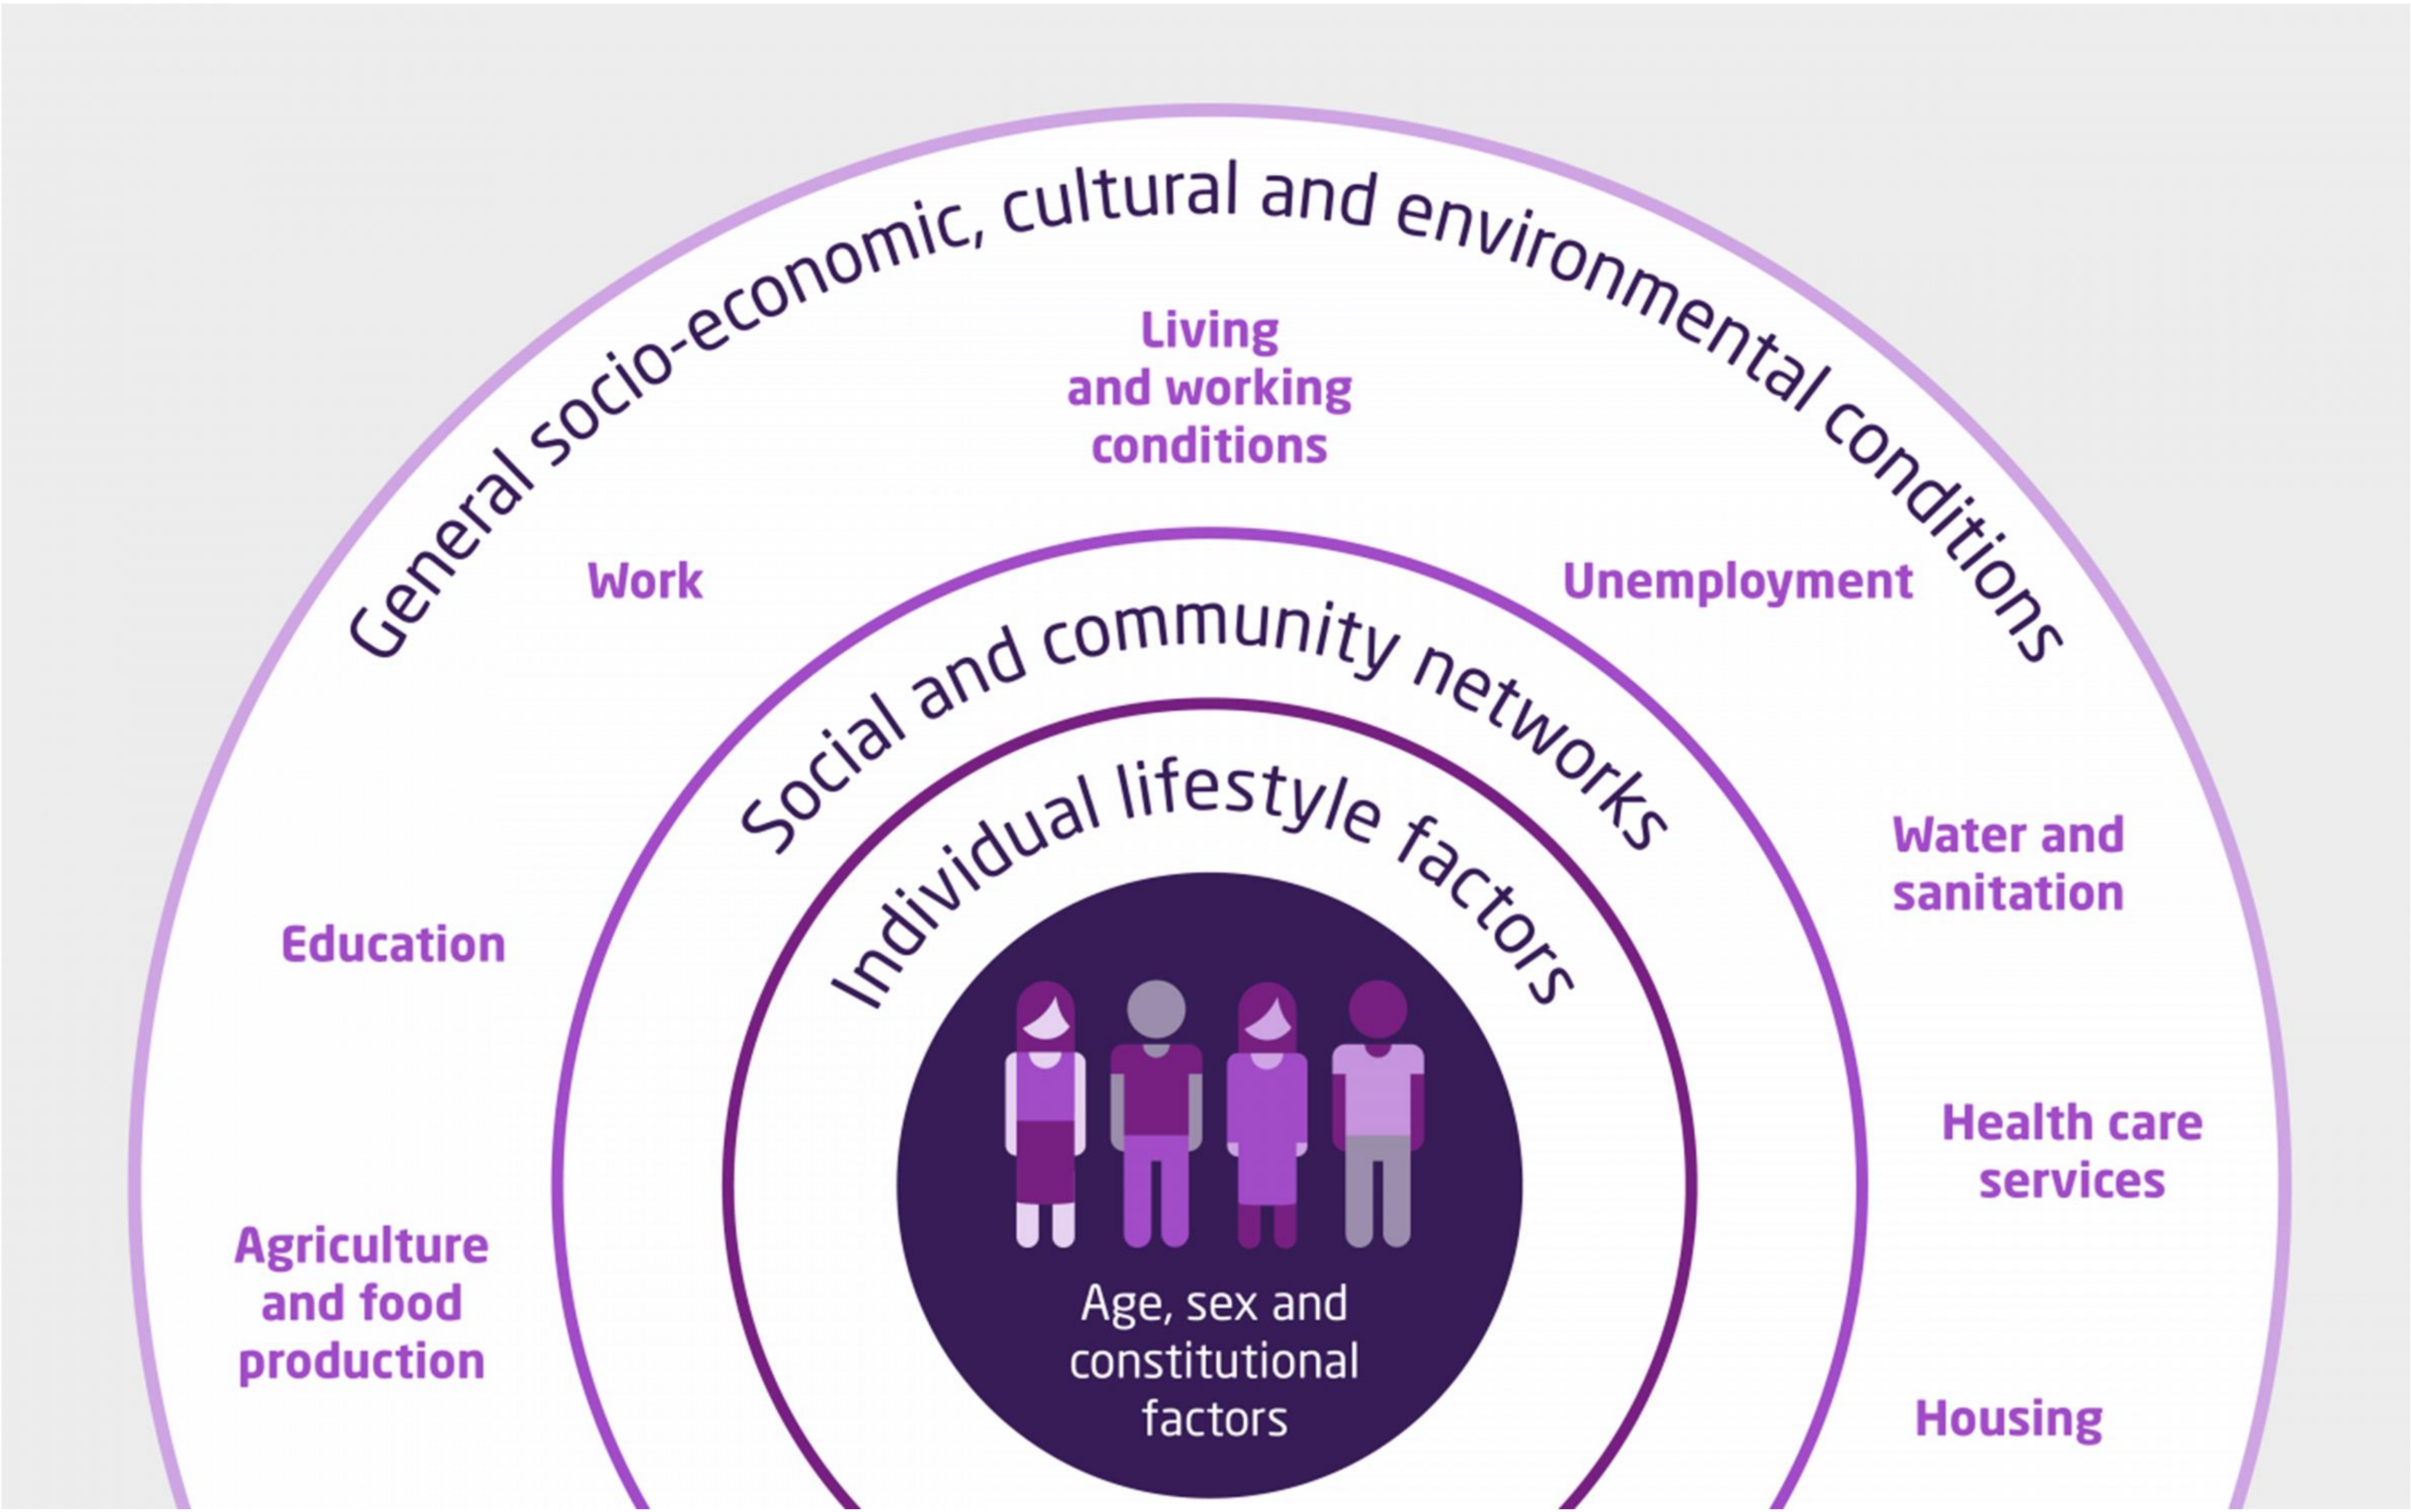 General socio-economic, cultural and environmental conditions
Living
and working
conditions
Work
Unemployment
Social and community networks
Individual lifestyle factors
Water and
sanitation
Education
Health care
services
Agriculture
and food
production
Age, sex and
constitutional
factors
Housing